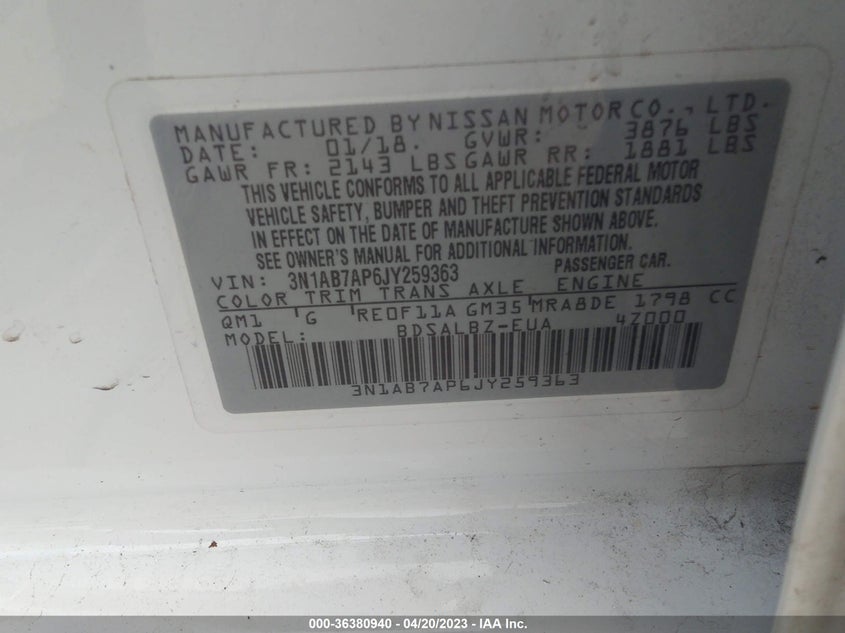 MANUFACTURED BY NISSAN MOTOR CO., LTD.
DATE: 01/18. GVWR: 3876 LBS
GAWR FR: 2143 LBS GAWR RR: 1881 LBS
THIS VEHICLE CONFORMS TO ALL APPLICABLE FEDERAL MOTOR
VEHICLE SAFETY, BUMPER AND THEFT PREVENTION STANDARDS
IN EFFECT ON THE DATE OF MANUFACTURE SHOWN ABOVE.
SEE OWNER'S MANUAL FOR ADDITIONAL INFORMATION.
VIN: 3N1AB7AP6JY259363 PASSENGER CAR.
COLOR TRIM TRANS AXLE ENGINE
QM1 G RE0F11A GM35 MRA8DE 1798 CC
MODEL: BDSALBZ-EUA 4Z000
3N1AB7AP6JY259363
000-36380940 - 04/20/2023 - IAA Inc.